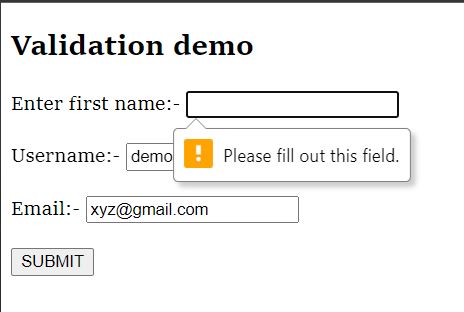 Validation demo
Enter first name:-
Please fill out this field.
Username:- demo
Email:- xyz@gmail.com
SUBMIT